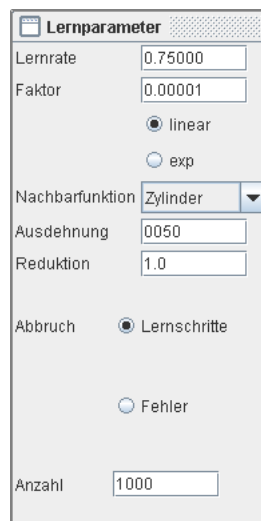 Lernparameter
Lernrate 0.75000
Faktor 0.00001
linear
exp
Nachbarfunktion Zylinder
Ausdehnung 0050
Reduktion 1.0
Abbruch Lernschritte
Fehler
Anzahl 1000